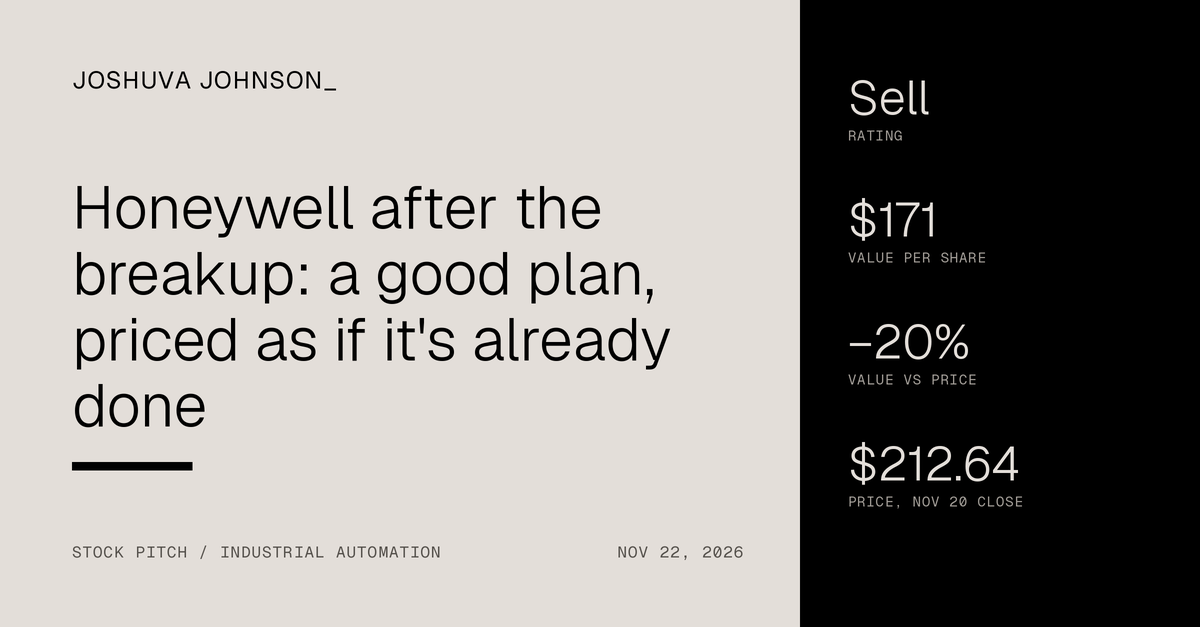 JOSHUVA JOHNSON_
Honeywell after the
breakup: a good plan,
priced as if it's already
done
STOCK PITCH / INDUSTRIAL AUTOMATION
NOV 22, 2026
Sell
RATING
$171
VALUE PER SHARE
−20%
VALUE VS PRICE
$212.64
PRICE, NOV 20 CLOSE